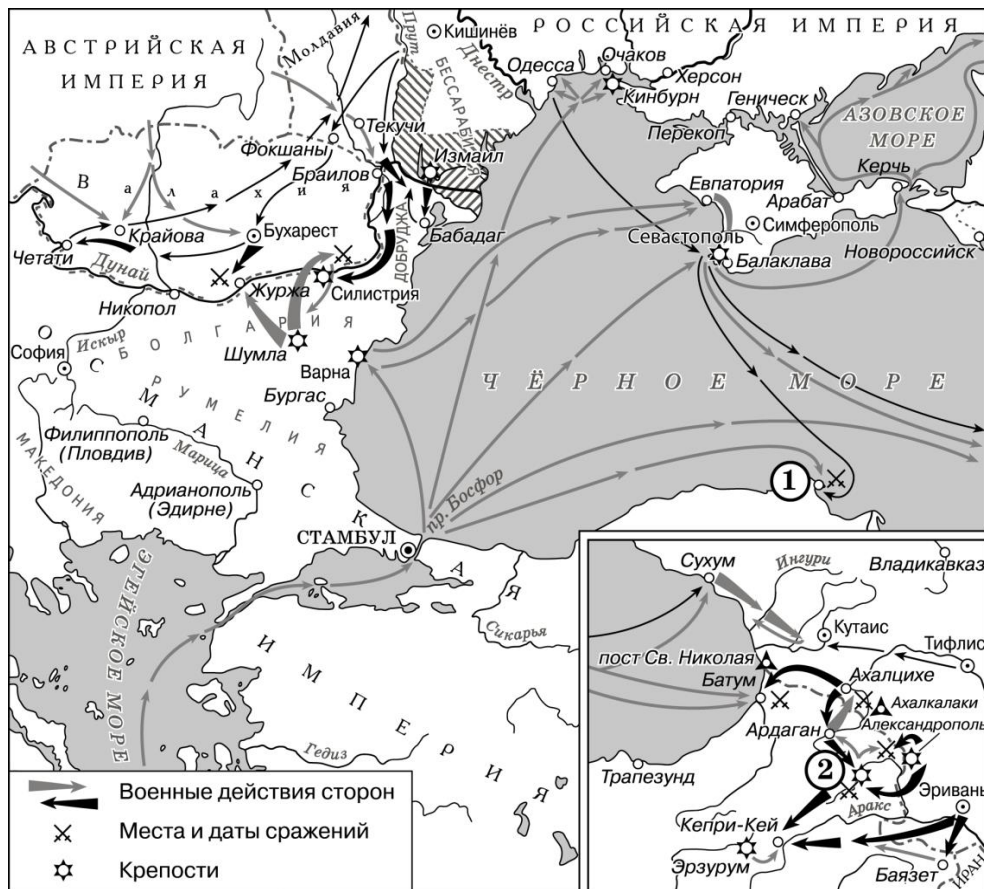 РОССИЙСКАЯ ИМПЕРИЯ
АВСТРИЙСКАЯ
ИМПЕРИЯ
Молдавия
Прут
Кишинёв
Днестр
БЕССАРАБИЯ
Одесса
Очаков
Кинбурн
Херсон
Геническ
Перекоп
АЗОВСКОЕ
МОРЕ
Керчь
Арабат
Новороссийск
Евпатория
Симферополь
Севастополь
Балаклава
Текучи
Фокшаны
Измаил
Браилов
Валахия
Крайова
Бухарест
Четати
Дунай
Никопол
Журжа
Силистрия
ДОБРУДЖА
Бабадаг
Искыр
БОЛГАРИЯ
София
Шумла
Варна
Бургас
РУМЕЛИЯ
ОСМАНСКАЯ
ИМПЕРИЯ
ЧЁРНОЕ МОРЕ
Филиппополь
(Пловдив)
Марица
МАКЕДОНИЯ
Адрианополь
(Эдирне)
СТАМБУЛ
пр. Босфор
ЭГЕЙСКОЕ МОРЕ
Сикарья
Гедиз
1
Сухум
Ингури
Владикавказ
Кутаис
Тифлис
пост Св. Николая
Батум
Ахалцихе
Ахалкалаки
Александрополь
Ардаган
2
Трапезунд
Аракс
Эривань
Кепри-Кей
Эрзурум
Баязет
ИРАН
Военные действия сторон
Места и даты сражений
Крепости